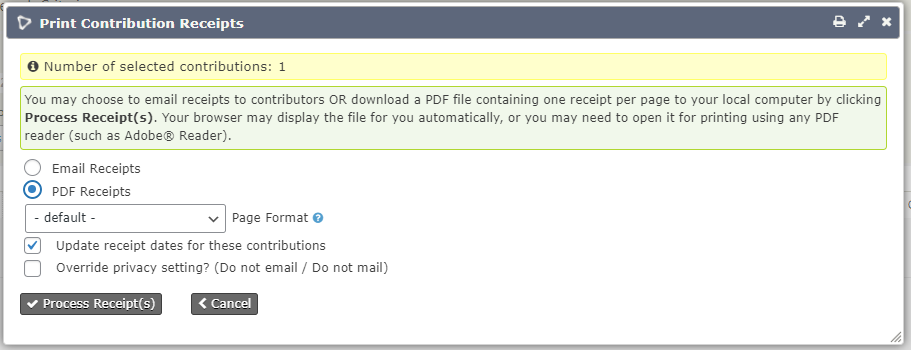 Print Contribution Receipts
Number of selected contributions: 1
You may choose to email receipts to contributors OR download a PDF file containing one receipt per page to your local computer by clicking
Process Receipt(s). Your browser may display the file for you automatically, or you may need to open it for printing using any PDF
reader (such as Adobe® Reader).
Email Receipts
PDF Receipts
- default - Page Format
Update receipt dates for these contributions
Override privacy setting? (Do not email / Do not mail)
Process Receipt(s) Cancel